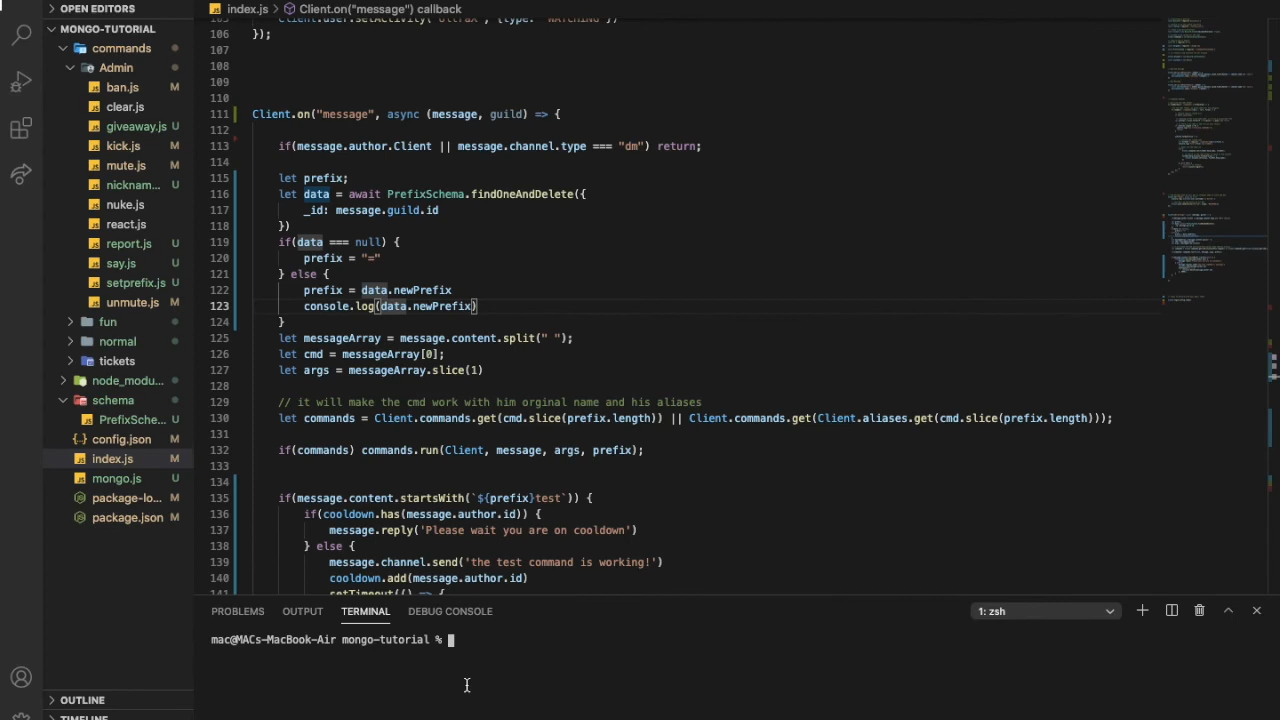 OPEN EDITORS
index.js > Client.on("message") callback
MONGO-TUTORIAL
commands
Admin
ban.js M
clear.js
giveaway.js U
kick.js M
mute.js M
nicknam... U
nuke.js M
react.js M
report.js U
say.js M
setprefix.js U
unmute.js M
fun
normal
tickets
node_modu...
schema
PrefixSche... U
config.json M
index.js M
mongo.js U
package-lo... M
package.json M
OUTLINE
106 });
107
108
109
110
111 Client.on("message", async (message, guild) => {
112
113 if(message.author.Client || message.channel.type === "dm") return;
114
115 let prefix;
116 let data = await PrefixSchema.findOneAndDelete({
117 _id: message.guild.id
118 })
119 if(data === null) {
120 prefix = "="
121 } else {
122 prefix = data.newPrefix
123 console.log(data.newPrefix)
124 }
125 let messageArray = message.content.split(" ");
126 let cmd = messageArray[0];
127 let args = messageArray.slice(1)
128
129 // it will make the cmd work with him orginal name and his aliases
130 let commands = Client.commands.get(cmd.slice(prefix.length)) || Client.commands.get(Client.aliases.get(cmd.slice(prefix.length)));
131
132 if(commands) commands.run(Client, message, args, prefix);
133
134
135 if(message.content.startsWith(`${prefix}test`)) {
136 if(cooldown.has(message.author.id)) {
137 message.reply('Please wait you are on cooldown')
138 } else {
139 message.channel.send('the test command is working!')
140 cooldown.add(message.author.id)
PROBLEMS OUTPUT TERMINAL DEBUG CONSOLE 1: zsh
mac@MACs-MacBook-Air mongo-tutorial %